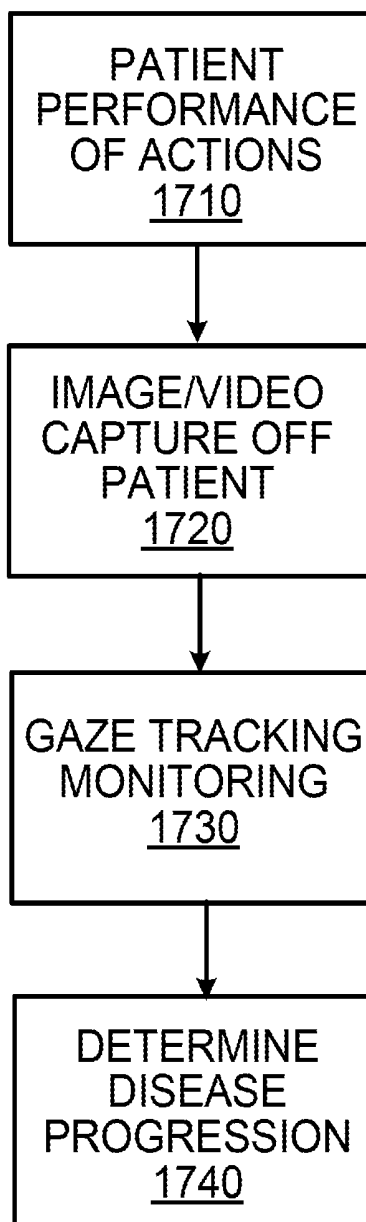 PATIENT
PERFORMANCE
OF ACTIONS
1710
IMAGE/VIDEO
CAPTURE OFF
PATIENT
1720
GAZE TRACKING
MONITORING
1730
DETERMINE
DISEASE
PROGRESSION
1740